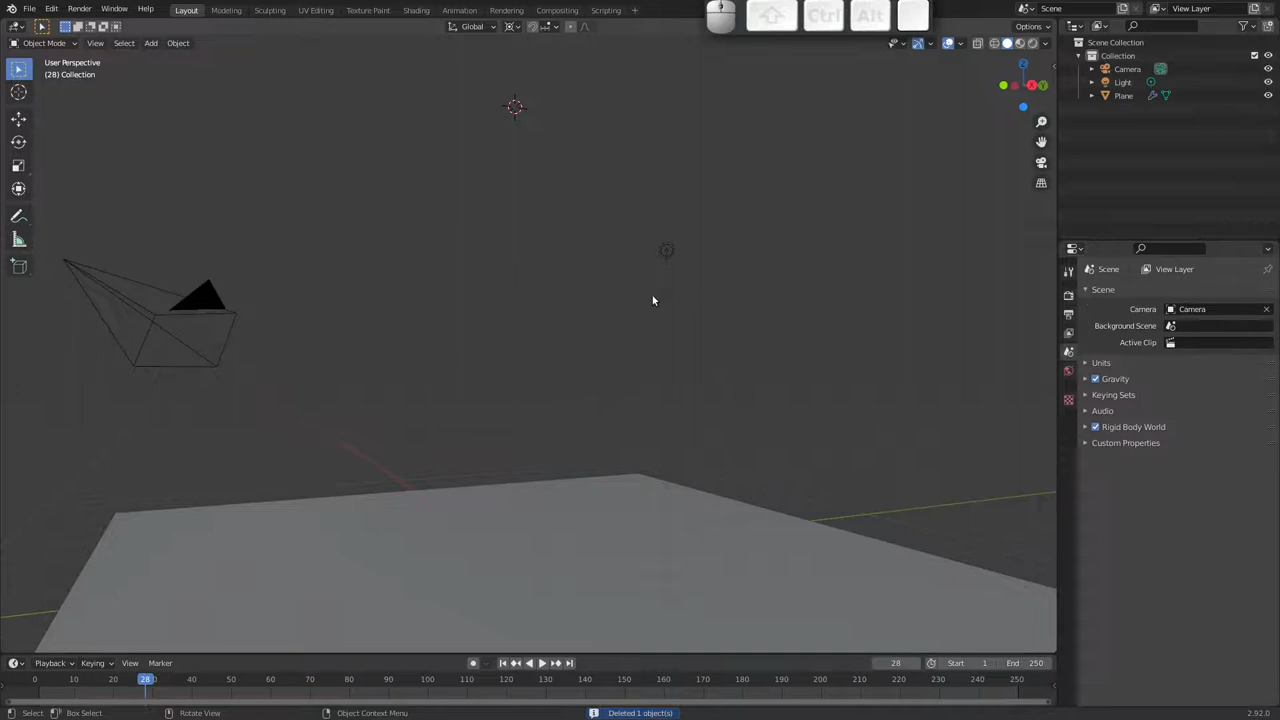 File Edit Render Window Help Layout Modeling Sculpting UV Editing Texture Paint Shading Animation Rendering Compositing Scripting + Scene View Layer
Global Options
Shift Ctrl Alt
Object Mode View Select Add Object
User Perspective
(28) Collection
Z
X
Y
Scene Collection
Collection
Camera
Light
Plane
Scene View Layer
Scene
Camera Camera
Background Scene
Active Clip
Units
Gravity
Keying Sets
Audio
Rigid Body World
Custom Properties
Playback Keying View Marker 28 Start 1 End 250
0 10 20 28 30 40 50 60 70 80 90 100 110 120 130 140 150 160 170 180 190 200 210 220 230 240 250
Select Box Select Rotate View Object Context Menu Deleted 1 object(s) 2.92.0